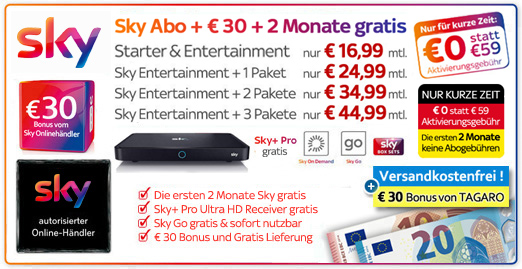 sky
Sky Abo + € 30 + 2 Monate gratis
Starter & Entertainment nur € 16,99 mtl.
Sky Entertainment + 1 Paket nur € 24,99 mtl.
Sky Entertainment + 2 Pakete nur € 34,99 mtl.
Sky Entertainment + 3 Pakete nur € 44,99 mtl.
Nur für kurze Zeit:
€0 statt €59
Aktivierungsgebühr
€30
Bonus vom
Sky Onlinehändler
NUR KURZE ZEIT
€ 0 statt € 59
Aktivierungsgebühr
Die ersten 2 Monate
keine Abogebühren
sky
Sky+ Pro
gratis
Sky On Demand
go
Sky Go
sky
BOX SETS
sky
autorisierter
Online-Händler
Die ersten 2 Monate Sky gratis
Sky+ Pro Ultra HD Receiver gratis
Sky Go gratis & sofort nutzbar
€ 30 Bonus und Gratis Lieferung
Versandkostenfrei !
+
€ 30 Bonus von TAGARO
10
20